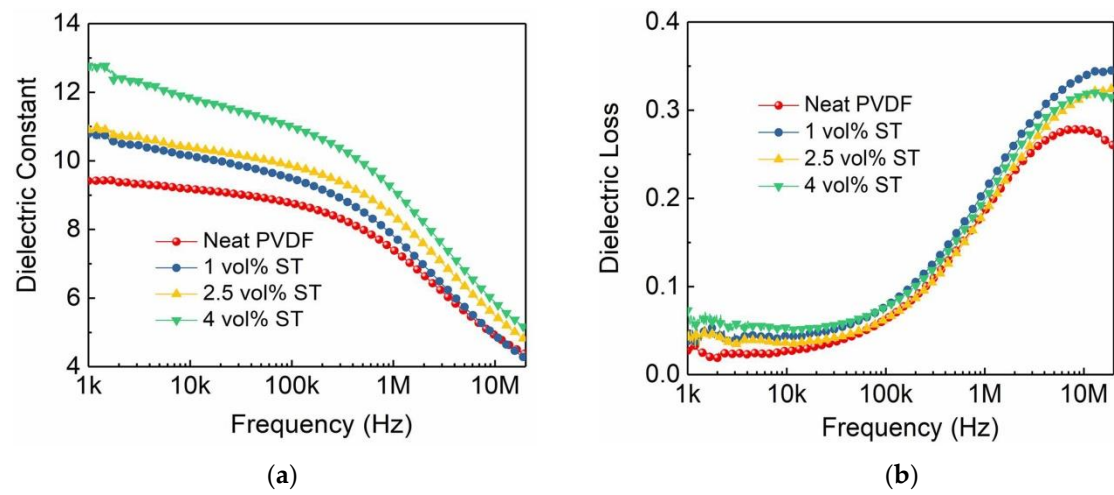 14
12
10
8
6
4
Dielectric Constant
Neat PVDF
1 vol% ST
2.5 vol% ST
4 vol% ST
1k 10k 100k 1M 10M
Frequency (Hz)
(a)
0.4
0.3
0.2
0.1
0.0
Dielectric Loss
Neat PVDF
1 vol% ST
2.5 vol% ST
4 vol% ST
1k 10k 100k 1M 10M
Frequency (Hz)
(b)